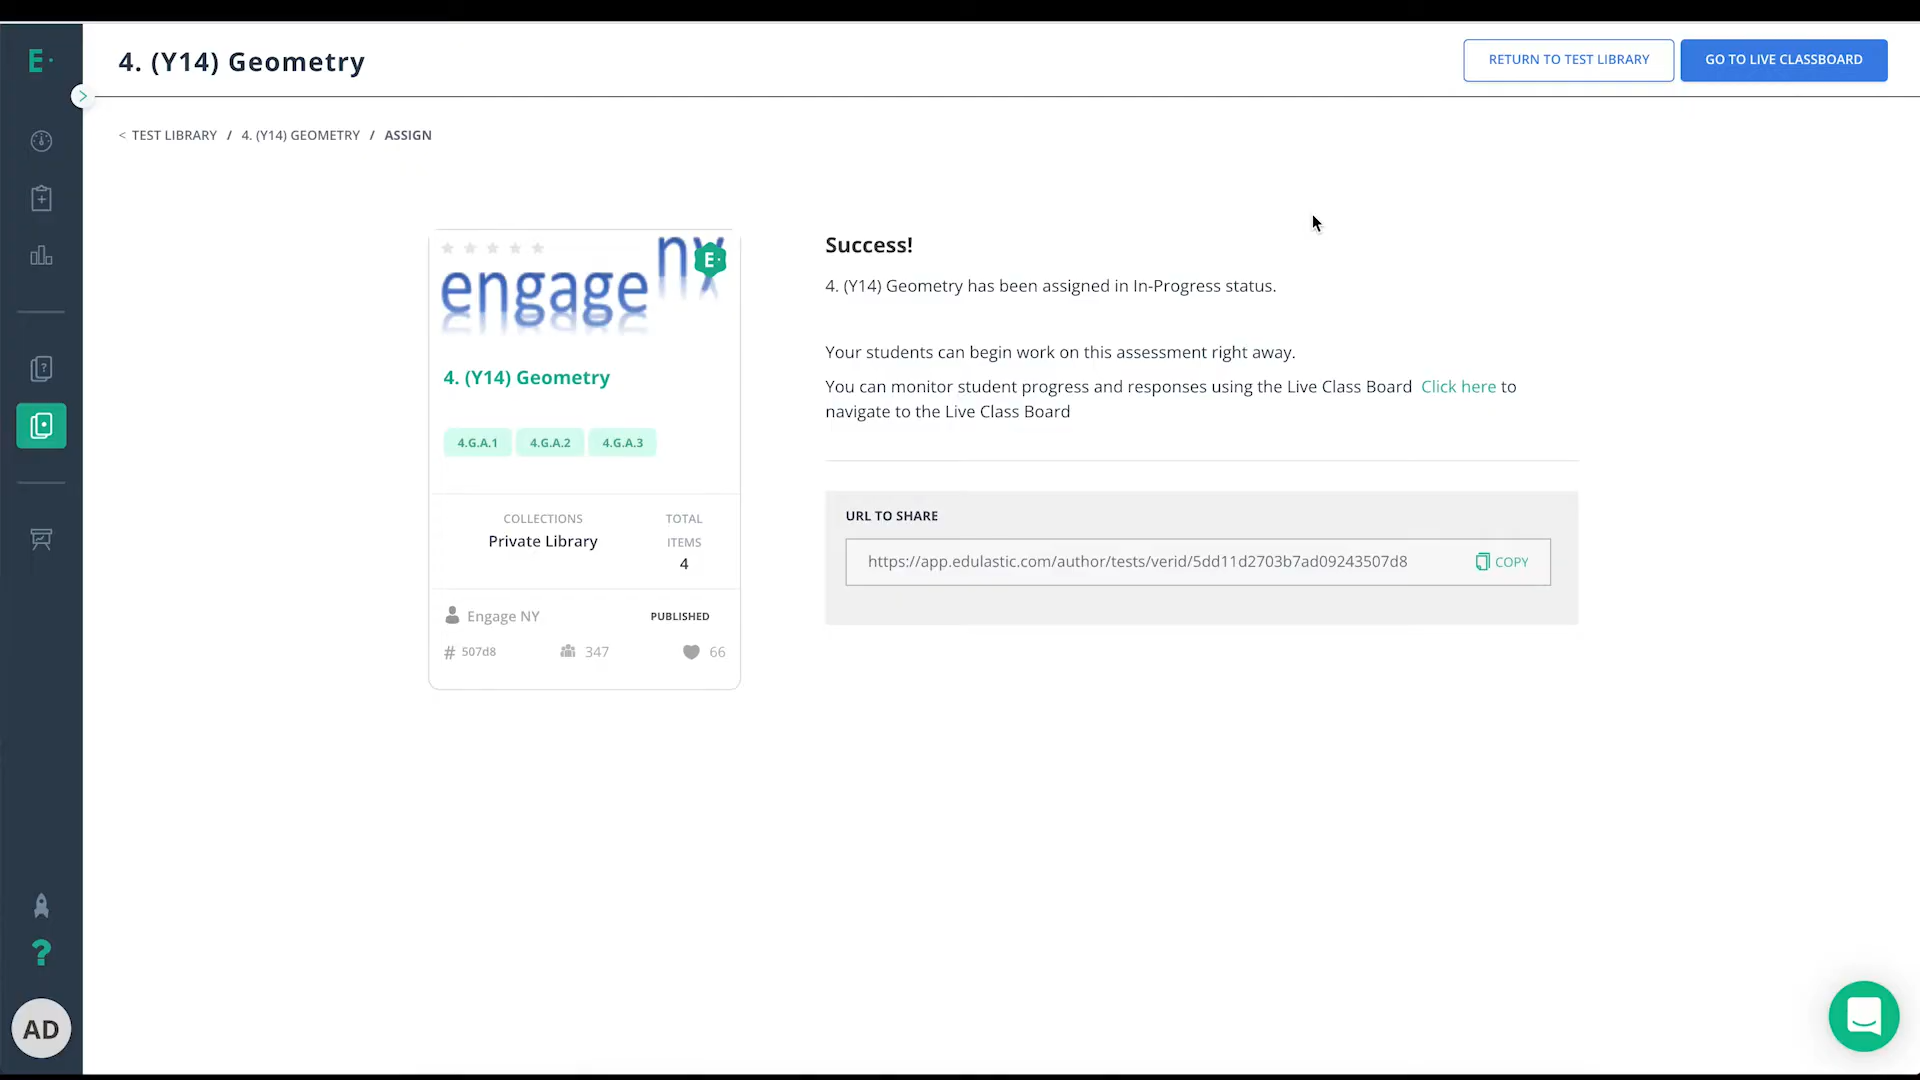 E
4. (Y14) Geometry
RETURN TO TEST LIBRARY
GO TO LIVE CLASSBOARD
>
< TEST LIBRARY / 4. (Y14) GEOMETRY / ASSIGN
engage ny
E
4. (Y14) Geometry
4.G.A.1 4.G.A.2 4.G.A.3
COLLECTIONS
Private Library
TOTAL
ITEMS
4
Engage NY
PUBLISHED
# 507d8
347
66
Success!
4. (Y14) Geometry has been assigned in In-Progress status.
Your students can begin work on this assessment right away.
You can monitor student progress and responses using the Live Class Board Click here to
navigate to the Live Class Board
URL TO SHARE
https://app.edulastic.com/author/tests/verid/5dd11d2703b7ad09243507d8
COPY
?
AD